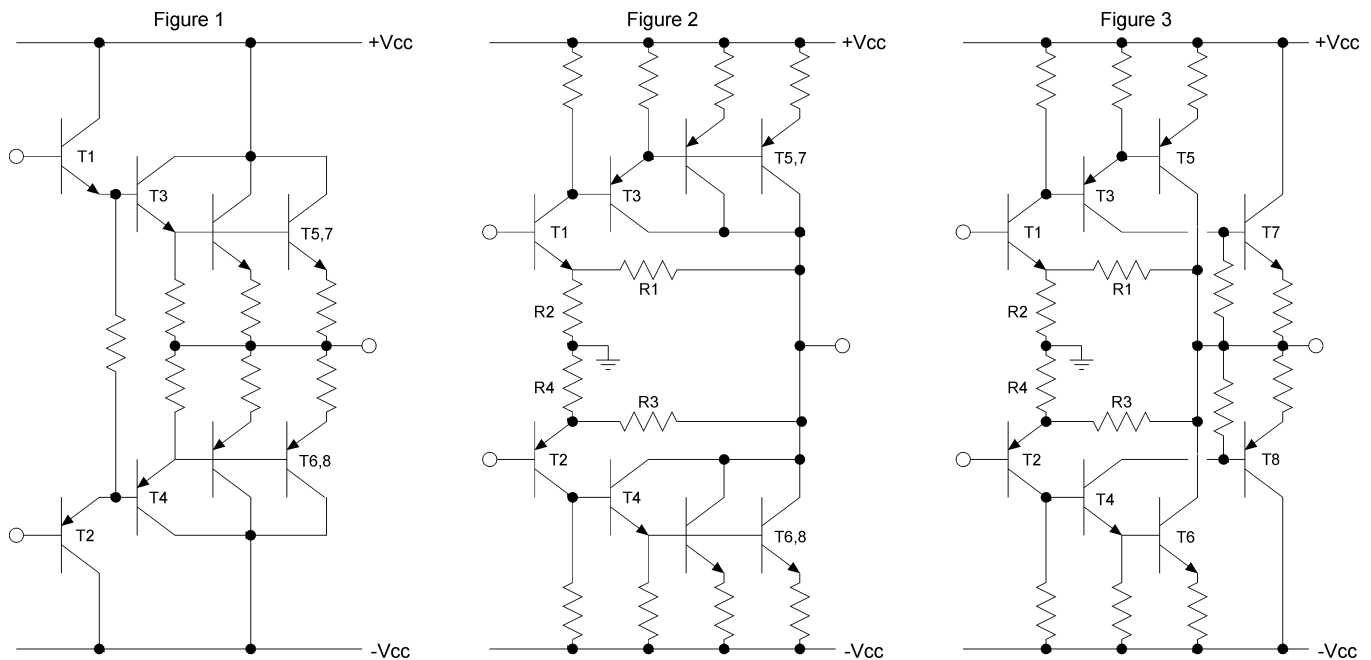 Figure 1
+Vcc
T1
T3
T5,7
T6,8
T4
T2
-Vcc
Figure 2
+Vcc
T5,7
T3
T1
R1
R2
R4
R3
T2
T4
T6,8
-Vcc
Figure 3
+Vcc
T5
T3
T1
T7
R1
R2
R4
R3
T2
T8
T4
T6
-Vcc